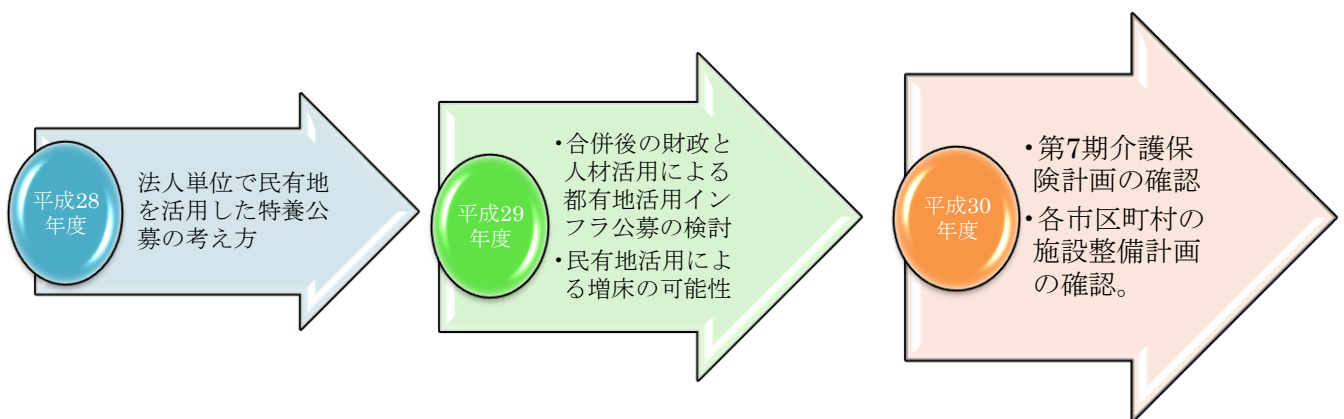 平成28
年度
法人単位で民有地
を活用した特養公
募の考え方
平成29
年度
・合併後の財政と
人材活用による
都有地活用イン
フラ公募の検討
・民有地活用によ
る増床の可能性
平成30
年度
・第7期介護保
険計画の確認
・各市区町村の
施設整備計画
の確認。